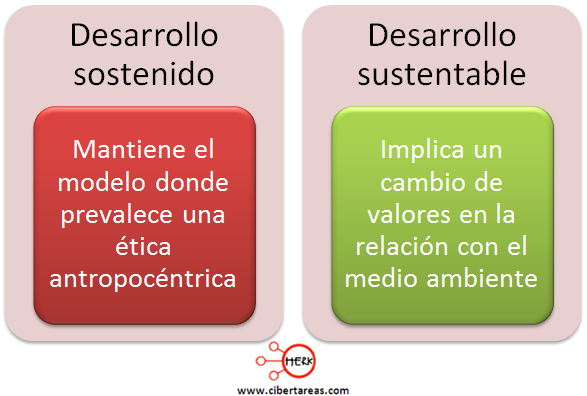 Desarrollo
sostenido
Mantiene el
modelo donde
prevalece una
ética
antropocéntrica
Desarrollo
sustentable
Implica un
cambio de
valores en la
relación con el
medio ambiente
HERK
www.cibertareas.com